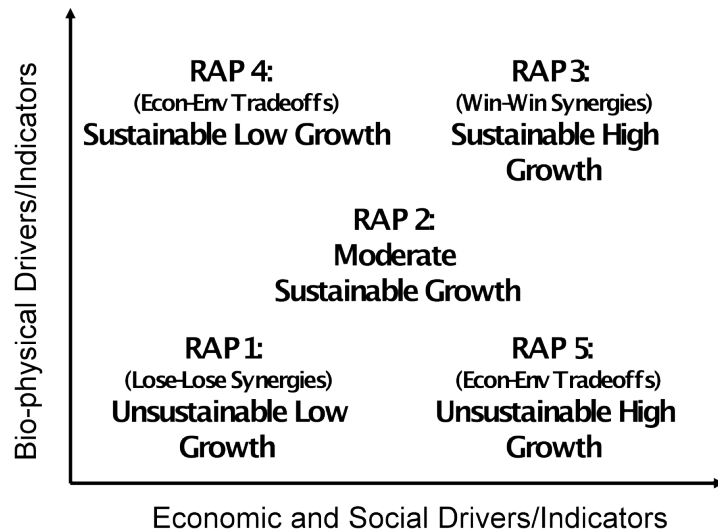 RAP 4:
(Econ-Env Tradeoffs)
Sustainable Low Growth
RAP 3:
(Win-Win Synergies)
Sustainable High
Growth
RAP 2:
Moderate
Sustainable Growth
RAP 1:
(Lose-Lose Synergies)
Unsustainable Low
Growth
RAP 5:
(Econ-Env Tradeoffs)
Unsustainable High
Growth
Bio-physical Drivers/Indicators
Economic and Social Drivers/Indicators